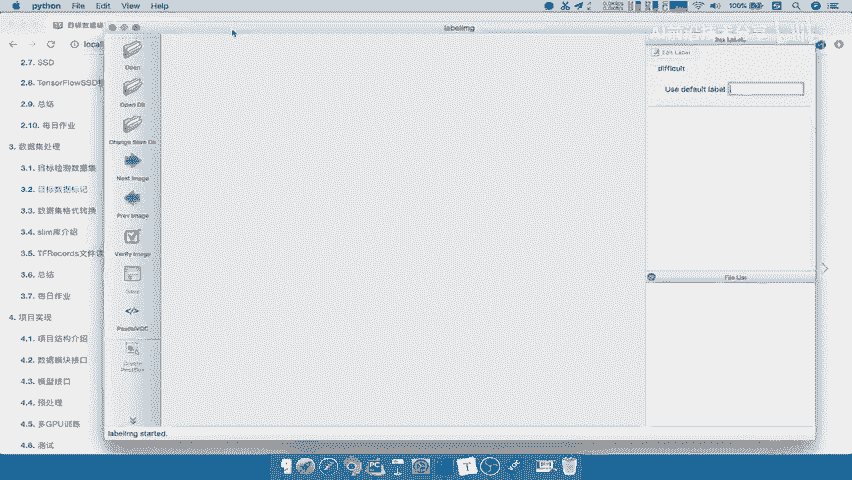 python File Edit View Help
100%
labelImg
2.7. SSD
2.8. TensorFlowSSD
2.9. 总结
2.10. 每日作业
3. 数据集处理
3.1. 目标检测数据集
3.2. 目标数据标记
3.3. 数据集格式转换
3.4. slim库介绍
3.5. TFRecords文件
3.6. 总结
3.7. 每日作业
4. 项目实现
4.1. 项目结构介绍
4.2. 数据模块接口
4.3. 模型接口
4.4. 预处理
4.5. 多GPU训练
4.6. 测试
Open
Open Dir
Change Save Dir
Next Image
Prev Image
Verify Image
Save
PascalVOC
Create
RectBox
labelImg started.
Box Labels
Edit Label
difficult
Use default label
File List